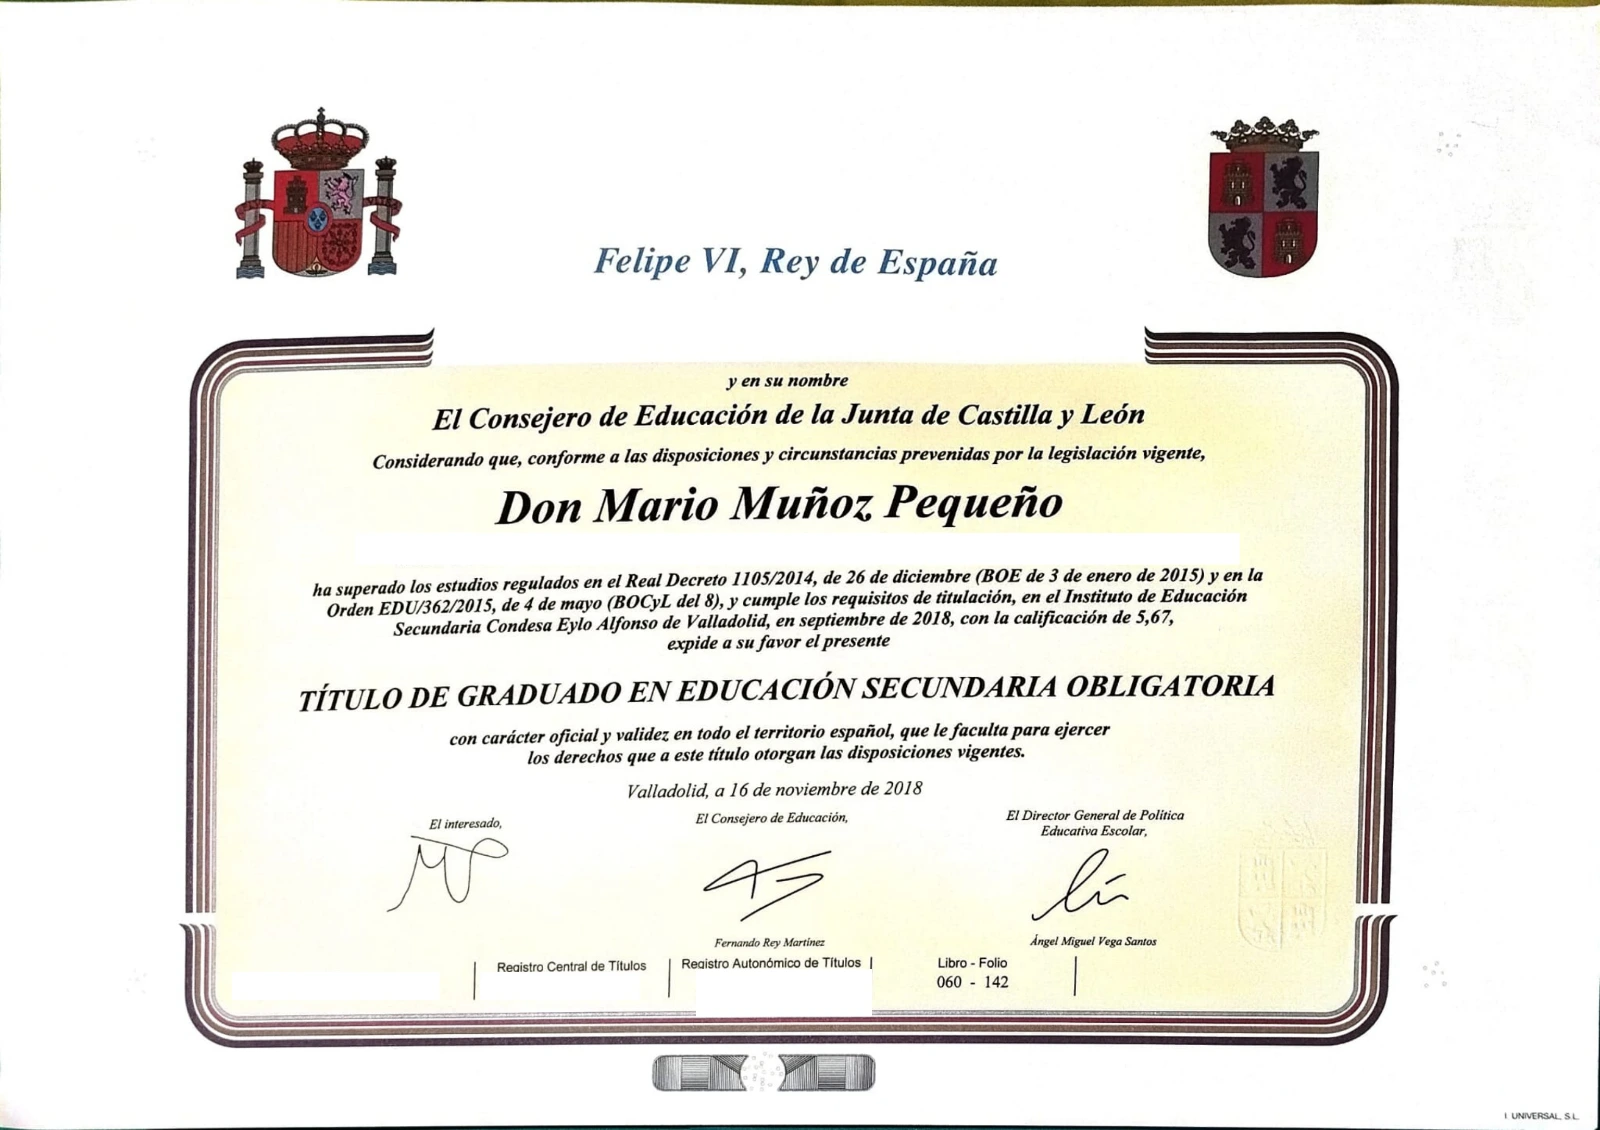 Felipe VI, Rey de España
y en su nombre
El Consejero de Educación de la Junta de Castilla y León
Considerando que, conforme a las disposiciones y circunstancias prevenidas por la legislación vigente,
Don Mario Muñoz Pequeño
ha superado los estudios regulados en el Real Decreto 1105/2014, de 26 de diciembre (BOE de 3 de enero de 2015) y en la
Orden EDU/362/2015, de 4 de mayo (BOCyL del 8), y cumple los requisitos de titulación, en el Instituto de Educación
Secundaria Condesa Eylo Alfonso de Valladolid, en septiembre de 2018, con la calificación de 5,67,
expide a su favor el presente
TÍTULO DE GRADUADO EN EDUCACIÓN SECUNDARIA OBLIGATORIA
con carácter oficial y validez en todo el territorio español, que le faculta para ejercer
los derechos que a este título otorgan las disposiciones vigentes.
Valladolid, a 16 de noviembre de 2018
El interesado,
El Consejero de Educación,
El Director General de Política
Educativa Escolar,
Fernando Rey Martínez
Ángel Miguel Vega Santos
Registro Central de Títulos
Registro Autonómico de Títulos
Libro - Folio
060 - 142
I. UNIVERSAL, S.L.